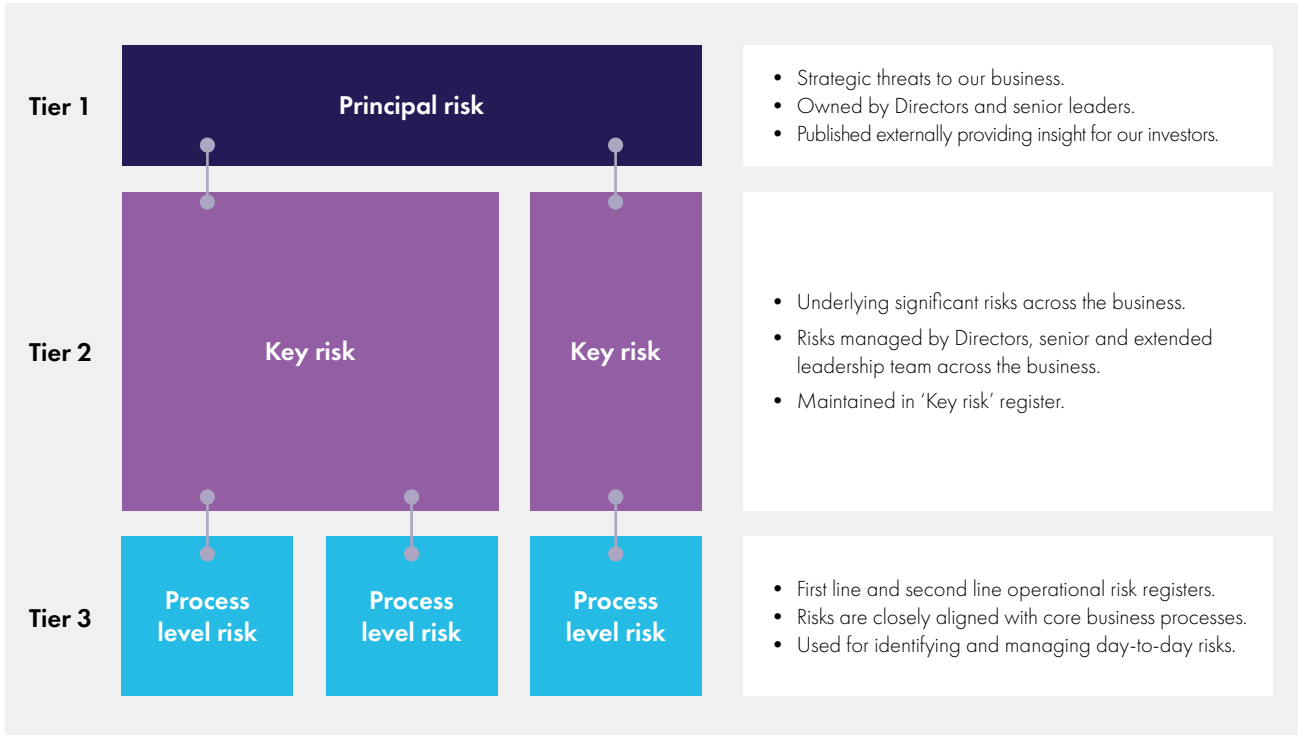 Tier 1
Principal risk
• Strategic threats to our business.
• Owned by Directors and senior leaders.
• Published externally providing insight for our investors.
Tier 2
Key risk
Key risk
• Underlying significant risks across the business.
• Risks managed by Directors, senior and extended
leadership team across the business.
• Maintained in ‘Key risk’ register.
Tier 3
Process
level risk
Process
level risk
Process
level risk
• First line and second line operational risk registers.
• Risks are closely aligned with core business processes.
• Used for identifying and managing day-to-day risks.